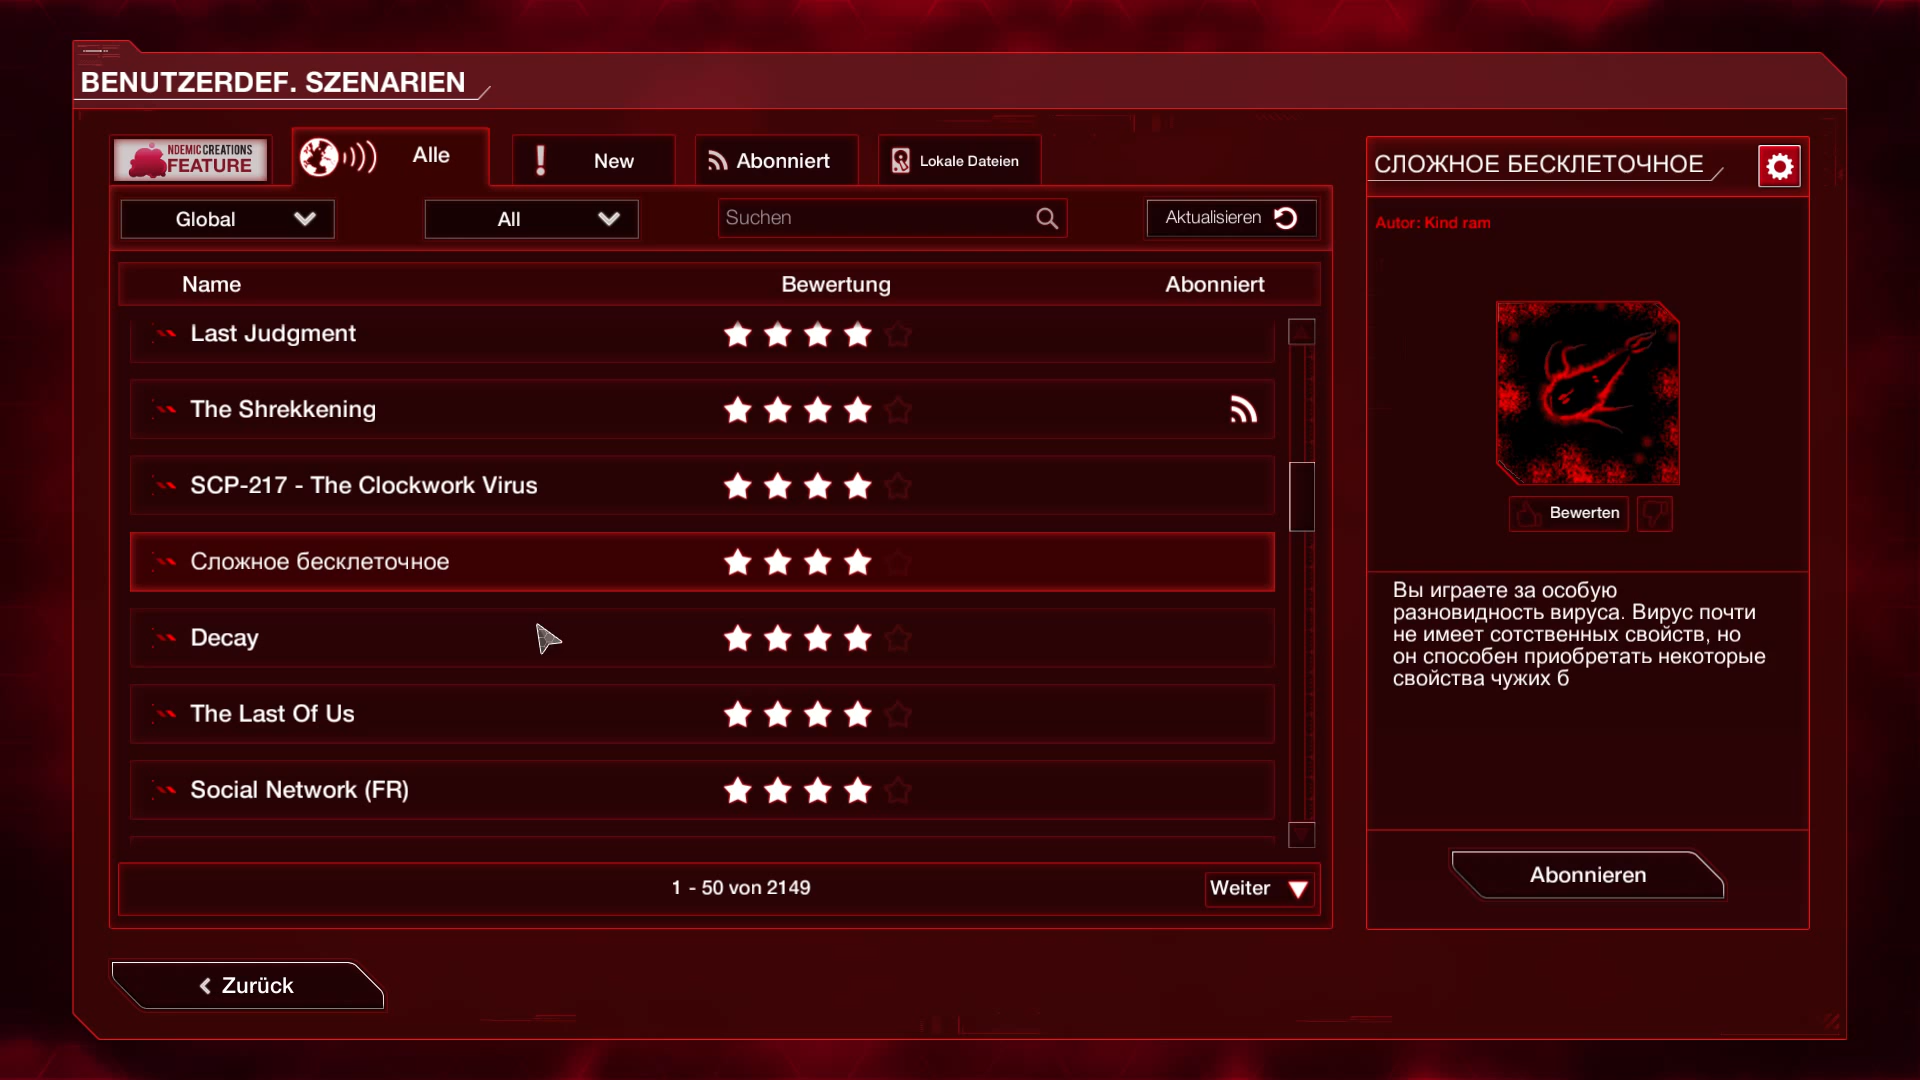 BENUTZERDEF. SZENARIEN
NDEMIC CREATIONS
FEATURE
Alle
New
Abonniert
Lokale Dateien
Global
All
Suchen
Aktualisieren
Name
Bewertung
Abonniert
Last Judgment
The Shrekkening
SCP-217 - The Clockwork Virus
Сложное бесклеточное
Decay
The Last Of Us
Social Network (FR)
1 - 50 von 2149
Weiter
Zurück
СЛОЖНОЕ БЕСКЛЕТОЧНОЕ
Autor: Kind ram
Bewerten
Вы играете за особую
разновидность вируса. Вирус почти
не имеет сотственных свойств, но
он способен приобретать некоторые
свойства чужих б
Abonnieren